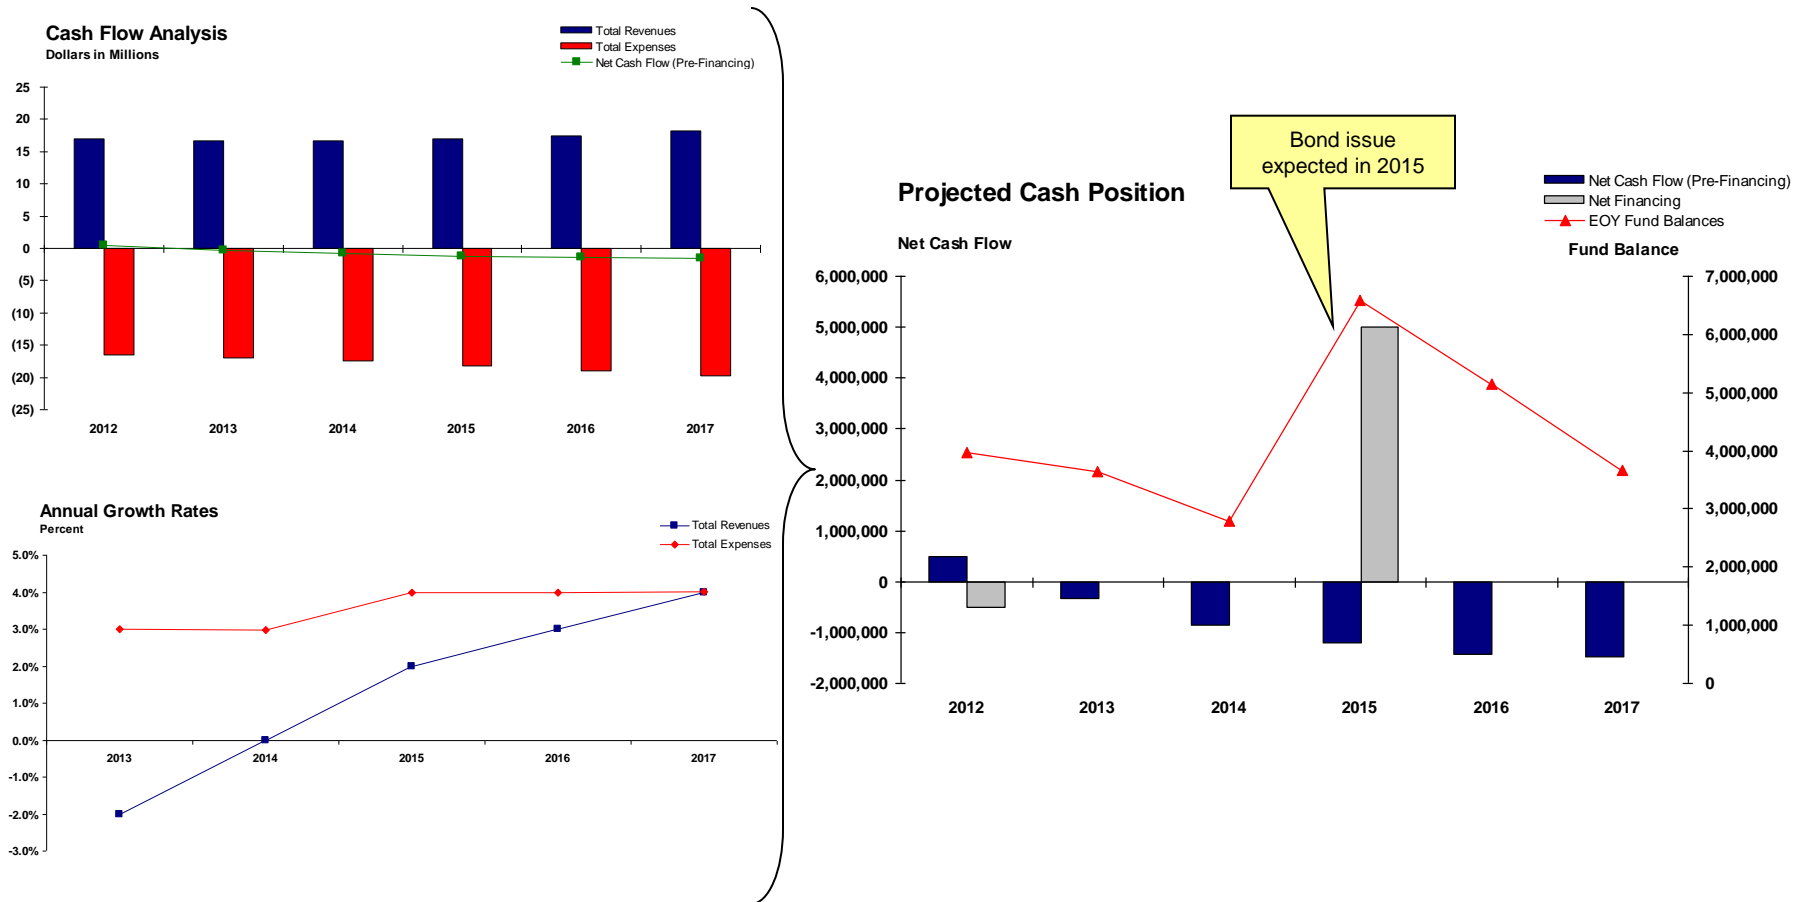 Cash Flow Analysis
Dollars in Millions
Total Revenues
Total Expenses
Net Cash Flow (Pre-Financing)
25
20
15
10
5
0
(5)
(10)
(15)
(20)
(25)
2012 2013 2014 2015 2016 2017
Annual Growth Rates
Percent
Total Revenues
Total Expenses
5.0%
4.0%
3.0%
2.0%
1.0%
0.0%
-1.0%
-2.0%
-3.0%
2013 2014 2015 2016 2017
Bond issue
expected in 2015
Projected Cash Position
Net Cash Flow (Pre-Financing)
Net Financing
EOY Fund Balances
Net Cash Flow
Fund Balance
6,000,000
5,000,000
4,000,000
3,000,000
2,000,000
1,000,000
0
-1,000,000
-2,000,000
7,000,000
6,000,000
5,000,000
4,000,000
3,000,000
2,000,000
1,000,000
0
2012 2013 2014 2015 2016 2017